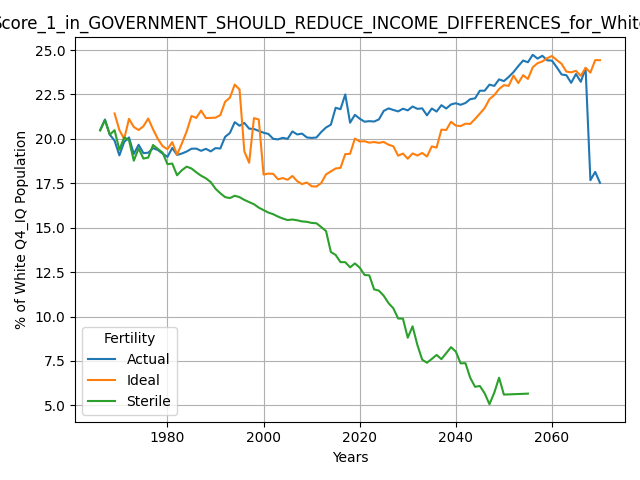 Score_1_in_GOVERNMENT_SHOULD_REDUCE_INCOME_DIFFERENCES_for_White
25.0
22.5
20.0
17.5
15.0
12.5
10.0
7.5
5.0
% of White Q4_IQ Population
Fertility
Actual
Ideal
Sterile
1980
2000
2020
2040
2060
Years